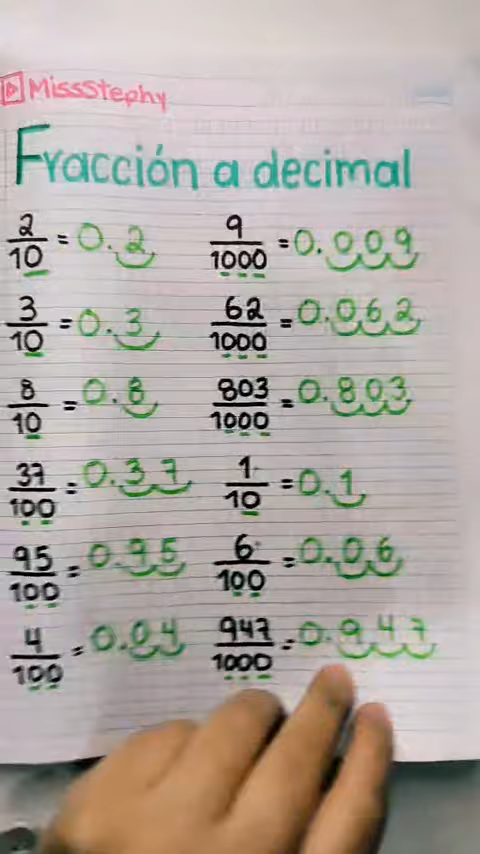 MissStephy
Fracción a decimal
2/10 = 0.2
3/10 = 0.3
8/10 = 0.8
37/100 = 0.37
95/100 = 0.95
4/100 = 0.04
9/1000 = 0.009
62/1000 = 0.062
803/1000 = 0.803
1/10 = 0.1
6/100 = 0.06
947/1000 = 0.947